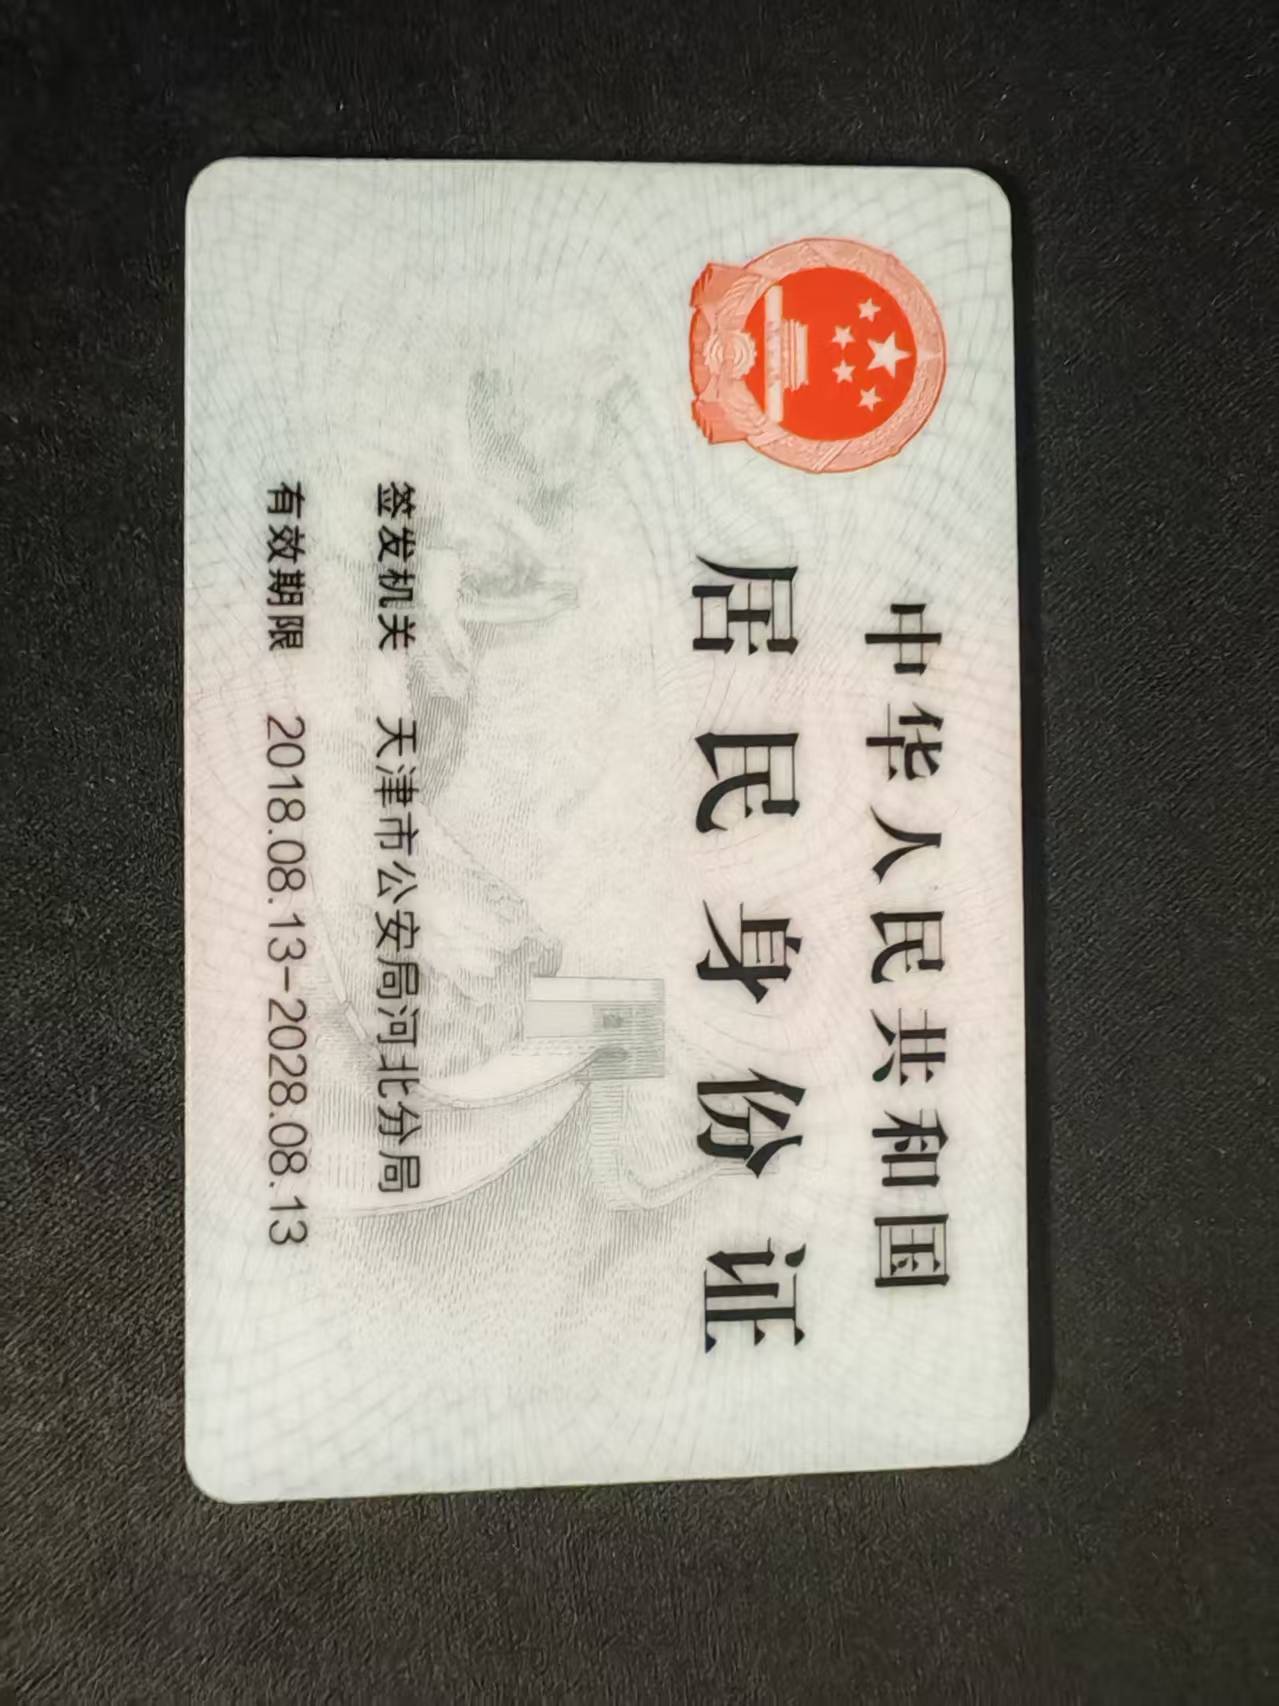 中华人民共和国
居民身份证
签发机关 天津市公安局河北分局
有效期限 2018.08.13-2028.08.13